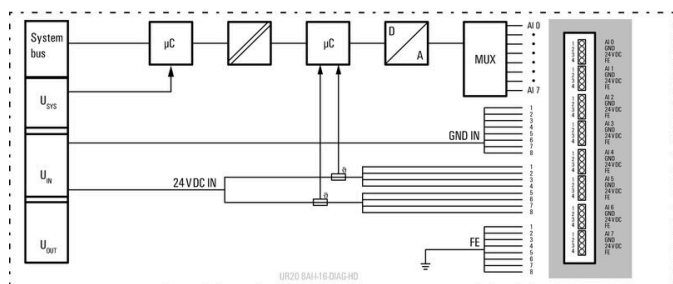 System
bus
µC
µC
D
A
MUX
AI 0
AI 7
U SYS
GND IN
1
2
3
4
5
6
7
8
U IN
24 V DC IN
ϑ
ϑ
1
2
3
4
5
6
7
8
U OUT
FE
1
2
3
4
5
6
7
8
UR20 8AI-I-16-DIAG-HD
AI 0
GND
24 V DC
FE
AI 1
GND
24 V DC
FE
AI 2
GND
24 V DC
FE
AI 3
GND
24 V DC
FE
AI 4
GND
24 V DC
FE
AI 5
GND
24 V DC
FE
AI 6
GND
24 V DC
FE
AI 7
GND
24 V DC
FE